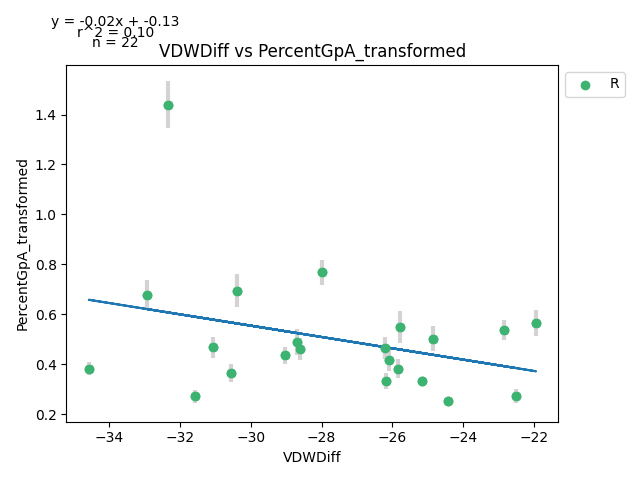 y = -0.02x + -0.13
r^2 = 0.10
n = 22
VDWDiff vs PercentGpA_transformed
R
PercentGpA_transformed
1.4
1.2
1.0
0.8
0.6
0.4
0.2
−34 −32 −30 −28 −26 −24 −22
VDWDiff